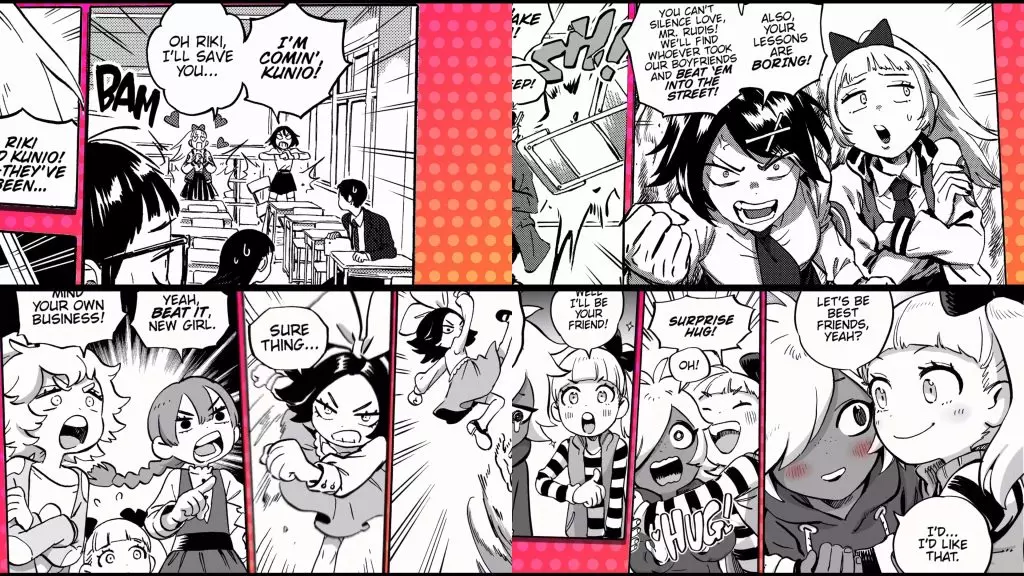 RIKI
KUNIO!
THEY'VE
BEEN...
BAM
OH RIKI,
I'LL SAVE
YOU...
I'M
COMIN',
KUNIO!
SH!
YOU CAN'T
SILENCE LOVE,
MR. RUDIS!
WE'LL FIND
WHOEVER TOOK
OUR BOYFRIENDS
AND BEAT 'EM
INTO THE
STREET!
ALSO,
YOUR
LESSONS
ARE
BORING!
MIND
YOUR OWN
BUSINESS!
YEAH,
BEAT IT,
NEW GIRL.
SURE
THING...
WELL
I'LL BE
YOUR
FRIEND!
SURPRISE
HUG!
OH!
HUG!
LET'S BE
BEST
FRIENDS,
YEAH?
I'D...
I'D LIKE
THAT.